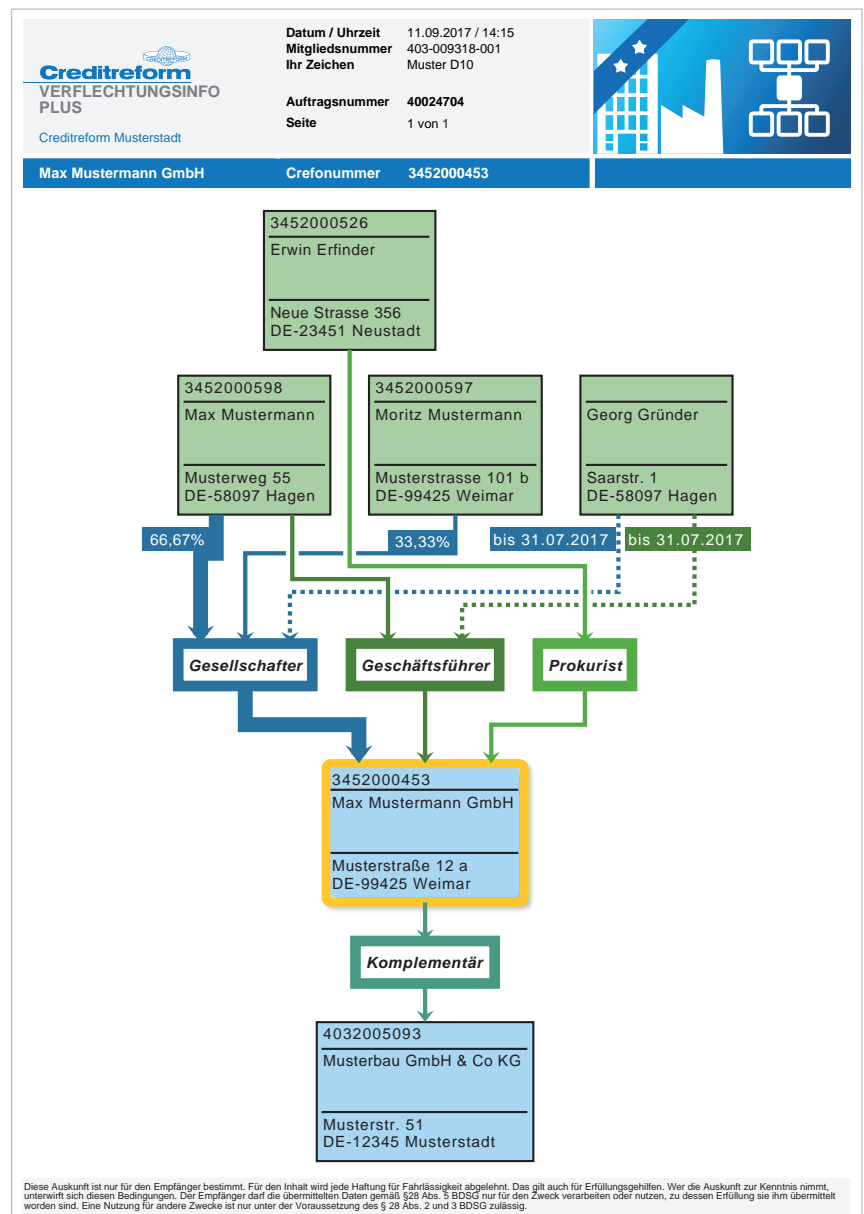 CREDITREFORM
Creditreform
VERFLECHTUNGSINFO
PLUS
Creditreform Musterstadt
Datum / Uhrzeit 11.09.2017 / 14:15
Mitgliedsnummer 403-009318-001
Ihr Zeichen Muster D10
Auftragsnummer 40024704
Seite 1 von 1
Max Mustermann GmbH Crefonummer 3452000453
3452000526
Erwin Erfinder
Neue Strasse 356
DE-23451 Neustadt
3452000598
Max Mustermann
Musterweg 55
DE-58097 Hagen
3452000597
Moritz Mustermann
Musterstrasse 101 b
DE-99425 Weimar
Georg Gründer
Saarstr. 1
DE-58097 Hagen
66,67% 33,33% bis 31.07.2017 bis 31.07.2017
Gesellschafter Geschäftsführer Prokurist
3452000453
Max Mustermann GmbH
Musterstraße 12 a
DE-99425 Weimar
Komplementär
4032005093
Musterbau GmbH & Co KG
Musterstr. 51
DE-12345 Musterstadt
Diese Auskunft ist nur für den Empfänger bestimmt. Für den Inhalt wird jede Haftung für Fahrlässigkeit abgelehnt. Das gilt auch für Erfüllungsgehilfen. Wer die Auskunft zur Kenntnis nimmt,
unterwirft sich diesen Bedingungen. Der Empfänger darf die übermittelten Daten gemäß §28 Abs. 5 BDSG nur für den Zweck verarbeiten oder nutzen, zu dessen Erfüllung sie ihm übermittelt
worden sind. Eine Nutzung für andere Zwecke ist nur unter der Voraussetzung des § 28 Abs. 2 und 3 BDSG zulässig.